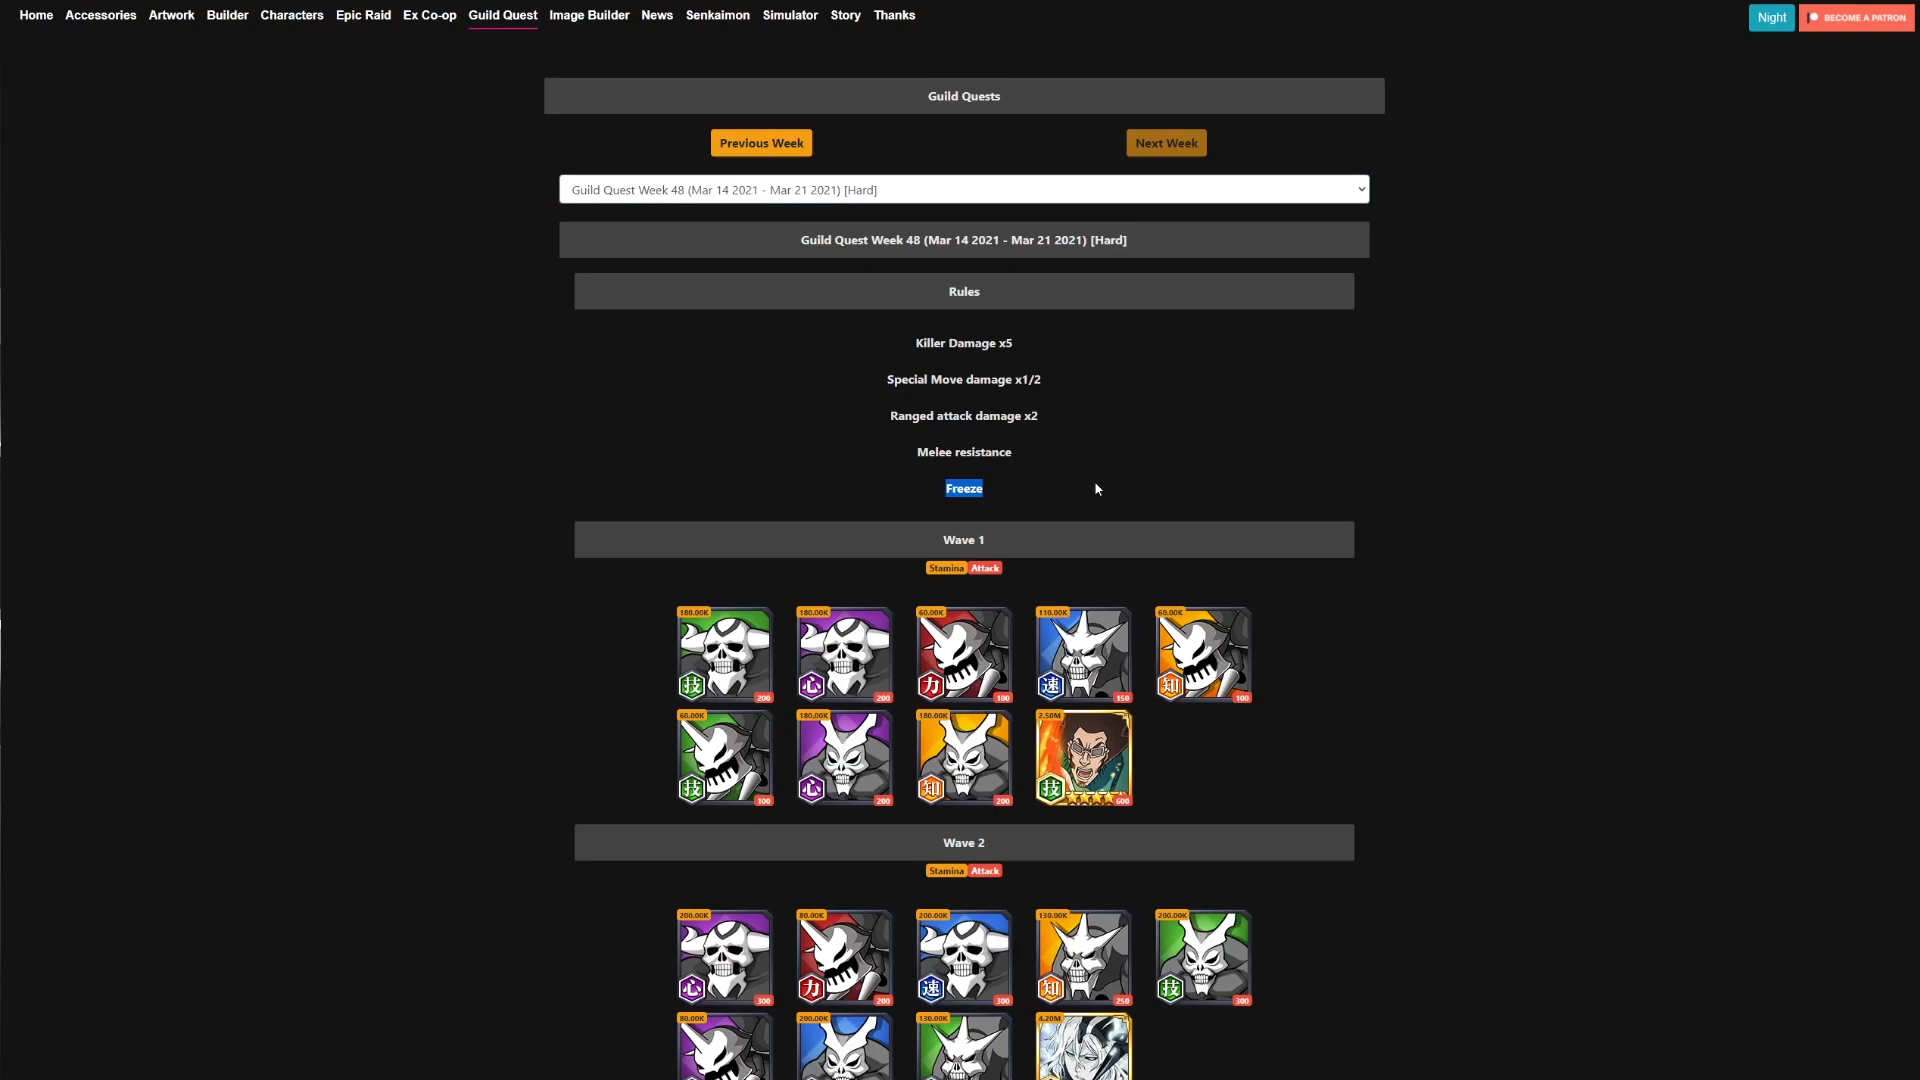 Home Accessories Artwork Builder Characters Epic Raid Ex Co-op Guild Quest Image Builder News Senkaimon Simulator Story Thanks
Night BECOME A PATRON
Guild Quests
Previous Week Next Week
Guild Quest Week 48 (Mar 14 2021 - Mar 21 2021) [Hard]
Guild Quest Week 48 (Mar 14 2021 - Mar 21 2021) [Hard]
Rules
Killer Damage x5
Special Move damage x1/2
Ranged attack damage x2
Melee resistance
Freeze
Wave 1
Stamina Attack
180.00K 180.00K 60.00K 110.00K 60.00K
技 200 心 200 力 100 速 150 知 100
60.00K 180.00K 180.00K 2.50M
技 100 心 200 知 200 技 600
Wave 2
Stamina Attack
200.00K 80.00K 200.00K 130.00K 200.00K
心 300 力 200 速 300 知 250 技 300
80.00K 200.00K 130.00K 4.20M